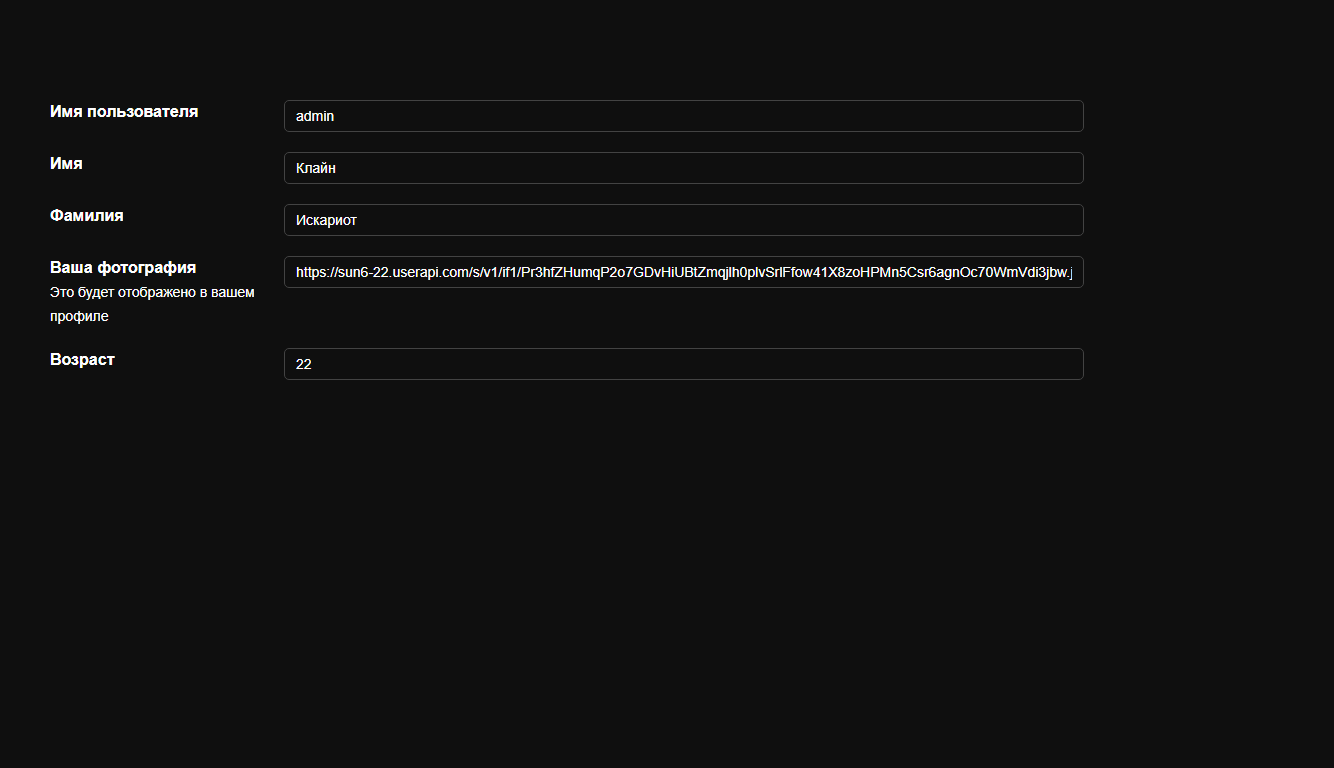 Имя пользователя
admin
Имя
Клайн
Фамилия
Искариот
Ваша фотография
https://sun6-22.userapi.com/s/v1/if1/Pr3hfZHumqP2o7GDvHiUBtZmqjlh0plvSrlFfow41X8zoHPMn5Csr6agnOc70WmVdi3jbw.j
Это будет отображено в вашем
профиле
Возраст
22